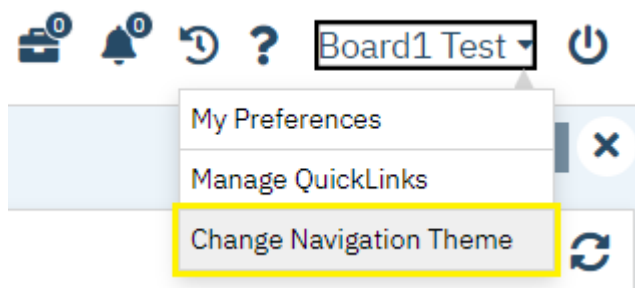 0
0
?
Board1 Test
My Preferences
Manage QuickLinks
Change Navigation Theme